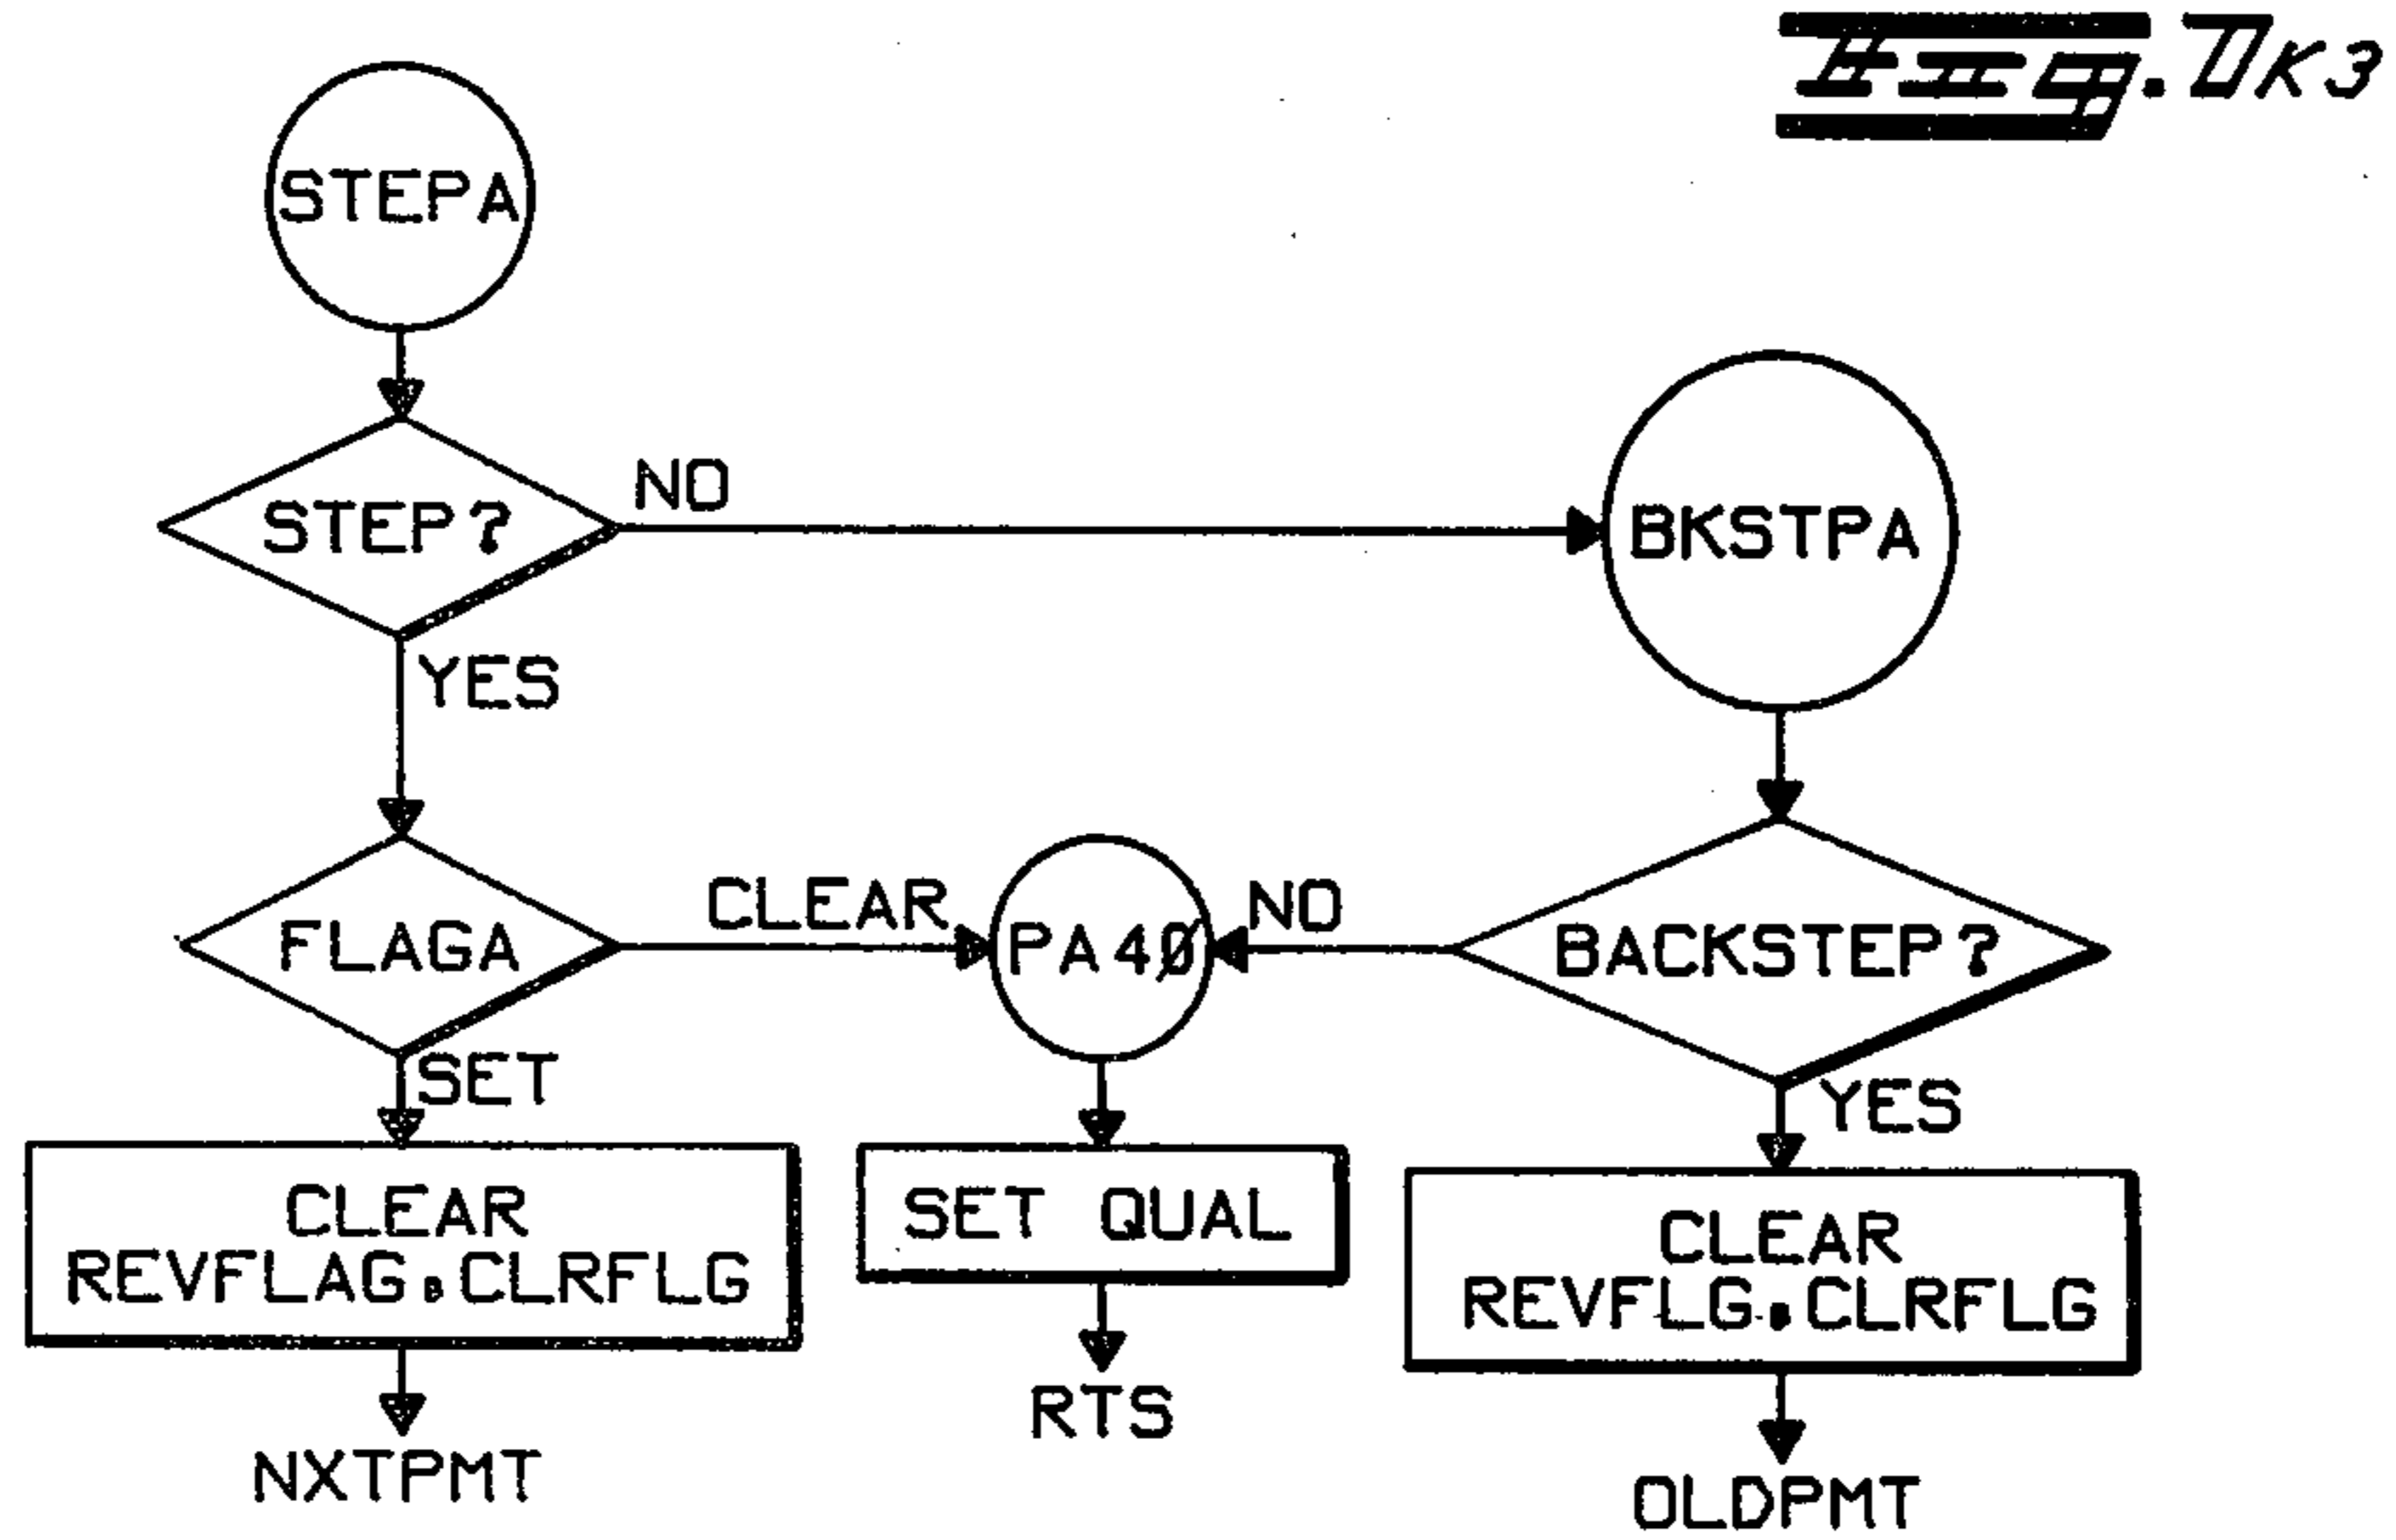 Fig. DK3
STEPA
STEP?
NO
BKSTPA
YES
FLAGA
CLEAR
PA40
NO
BACKSTEP?
SET
YES
CLEAR
REVFLAG,CLRFLG
SET QUAL
CLEAR
REVFLG,CLRFLG
RTS
NXTPMT
OLDPMT